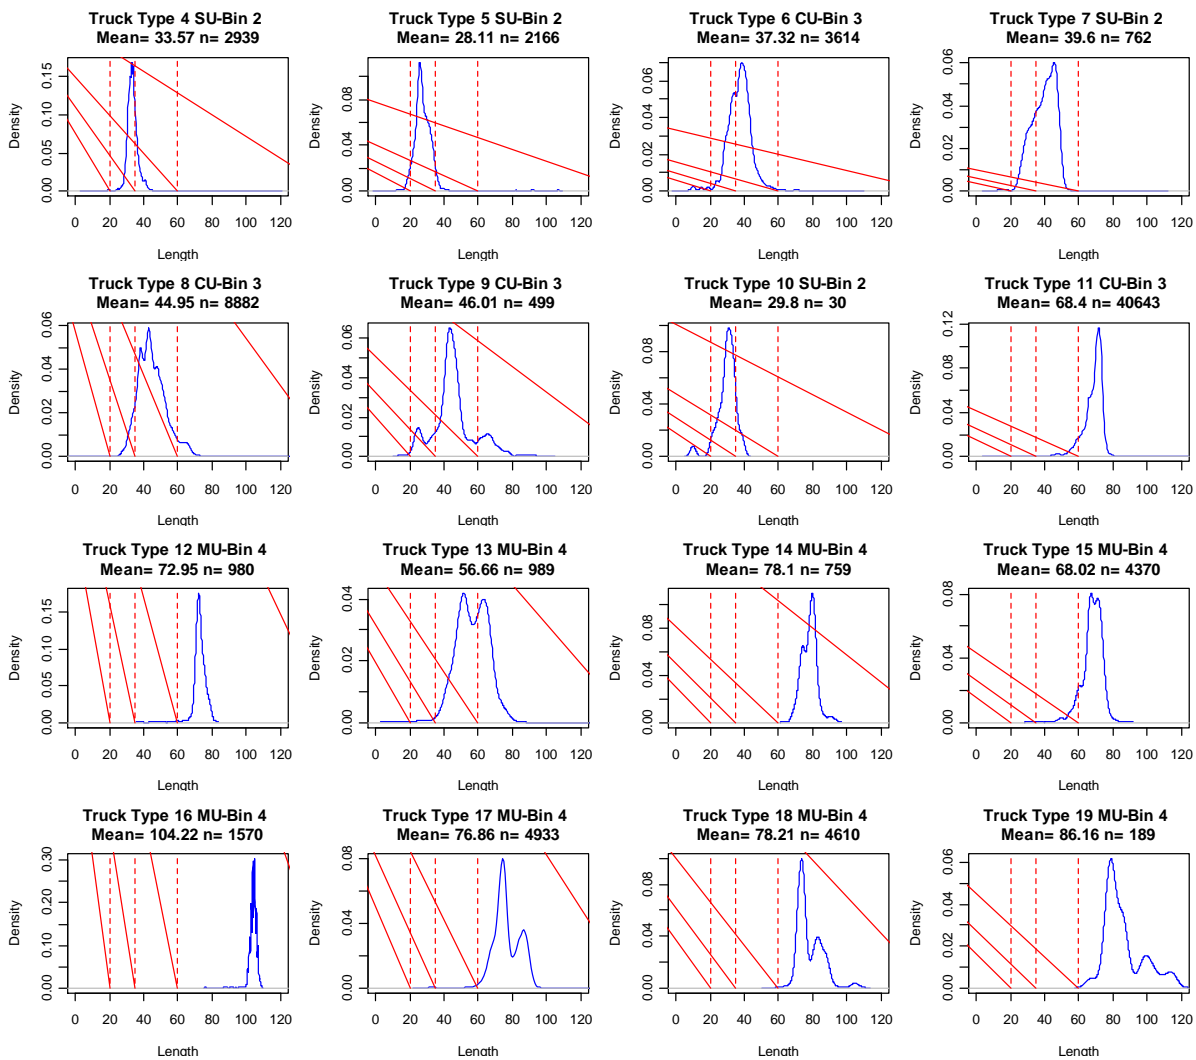 Truck Type 4 SU-Bin 2
Mean= 33.57 n= 2939
Density
0.00 0.05 0.10 0.15
0 20 40 60 80 100 120
Length
Truck Type 5 SU-Bin 2
Mean= 28.11 n= 2166
Density
0.00 0.04 0.08
0 20 40 60 80 100 120
Length
Truck Type 6 CU-Bin 3
Mean= 37.32 n= 3614
Density
0.00 0.02 0.04 0.06
0 20 40 60 80 100 120
Length
Truck Type 7 SU-Bin 2
Mean= 39.6 n= 762
Density
0.00 0.02 0.04 0.06
0 20 40 60 80 100 120
Length
Truck Type 8 CU-Bin 3
Mean= 44.95 n= 8882
Density
0.00 0.02 0.04 0.06
0 20 40 60 80 100 120
Length
Truck Type 9 CU-Bin 3
Mean= 46.01 n= 499
Density
0.00 0.02 0.04 0.06
0 20 40 60 80 100 120
Length
Truck Type 10 SU-Bin 2
Mean= 29.8 n= 30
Density
0.00 0.04 0.08
0 20 40 60 80 100 120
Length
Truck Type 11 CU-Bin 3
Mean= 68.4 n= 40643
Density
0.00 0.04 0.08 0.12
0 20 40 60 80 100 120
Length
Truck Type 12 MU-Bin 4
Mean= 72.95 n= 980
Density
0.00 0.05 0.10 0.15
0 20 40 60 80 100 120
Length
Truck Type 13 MU-Bin 4
Mean= 56.66 n= 989
Density
0.00 0.02 0.04
0 20 40 60 80 100 120
Length
Truck Type 14 MU-Bin 4
Mean= 78.1 n= 759
Density
0.00 0.04 0.08
0 20 40 60 80 100 120
Length
Truck Type 15 MU-Bin 4
Mean= 68.02 n= 4370
Density
0.00 0.04 0.08
0 20 40 60 80 100 120
Length
Truck Type 16 MU-Bin 4
Mean= 104.22 n= 1570
Density
0.00 0.10 0.20 0.30
0 20 40 60 80 100 120
Length
Truck Type 17 MU-Bin 4
Mean= 76.86 n= 4933
Density
0.00 0.04 0.08
0 20 40 60 80 100 120
Length
Truck Type 18 MU-Bin 4
Mean= 78.21 n= 4610
Density
0.00 0.04 0.08
0 20 40 60 80 100 120
Length
Truck Type 19 MU-Bin 4
Mean= 86.16 n= 189
Density
0.00 0.02 0.04 0.06
0 20 40 60 80 100 120
Length